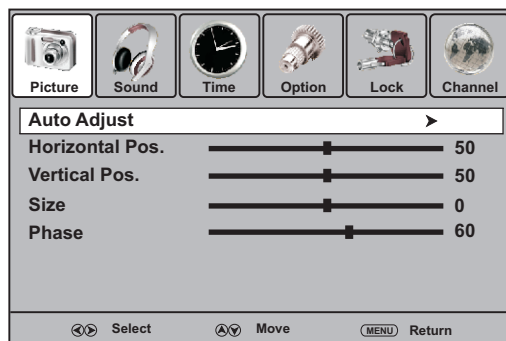 Picture Sound Time Option Lock Channel
Auto Adjust
Horizontal Pos. 50
Vertical Pos. 50
Size 0
Phase 60
Select Move MENU Return